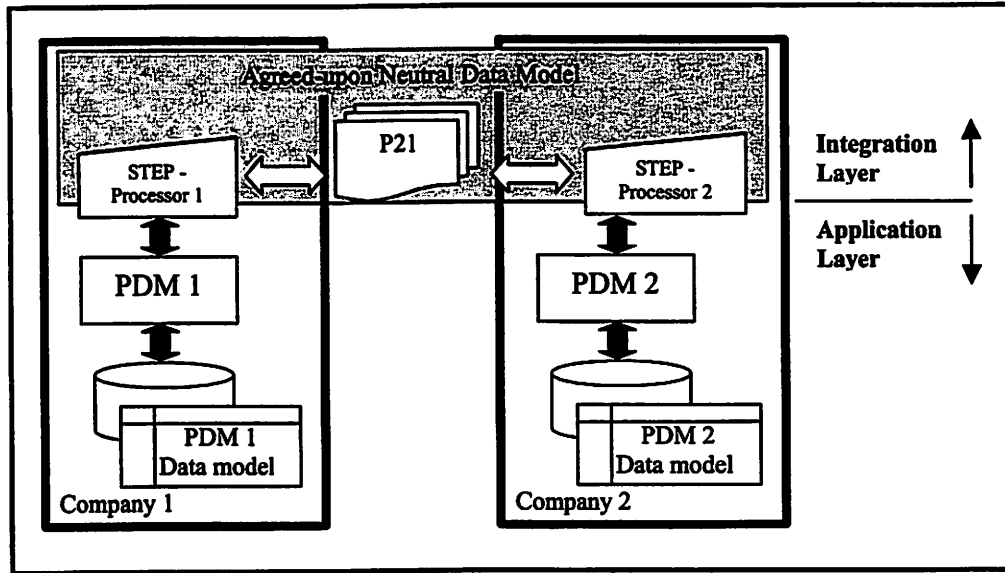 Agreed-upon Neutral Data Model
P21
STEP -
Processor 1
STEP -
Processor 2
Integration
Layer
Application
Layer
PDM 1
PDM 2
PDM 1
Data model
PDM 2
Data model
Company 1
Company 2